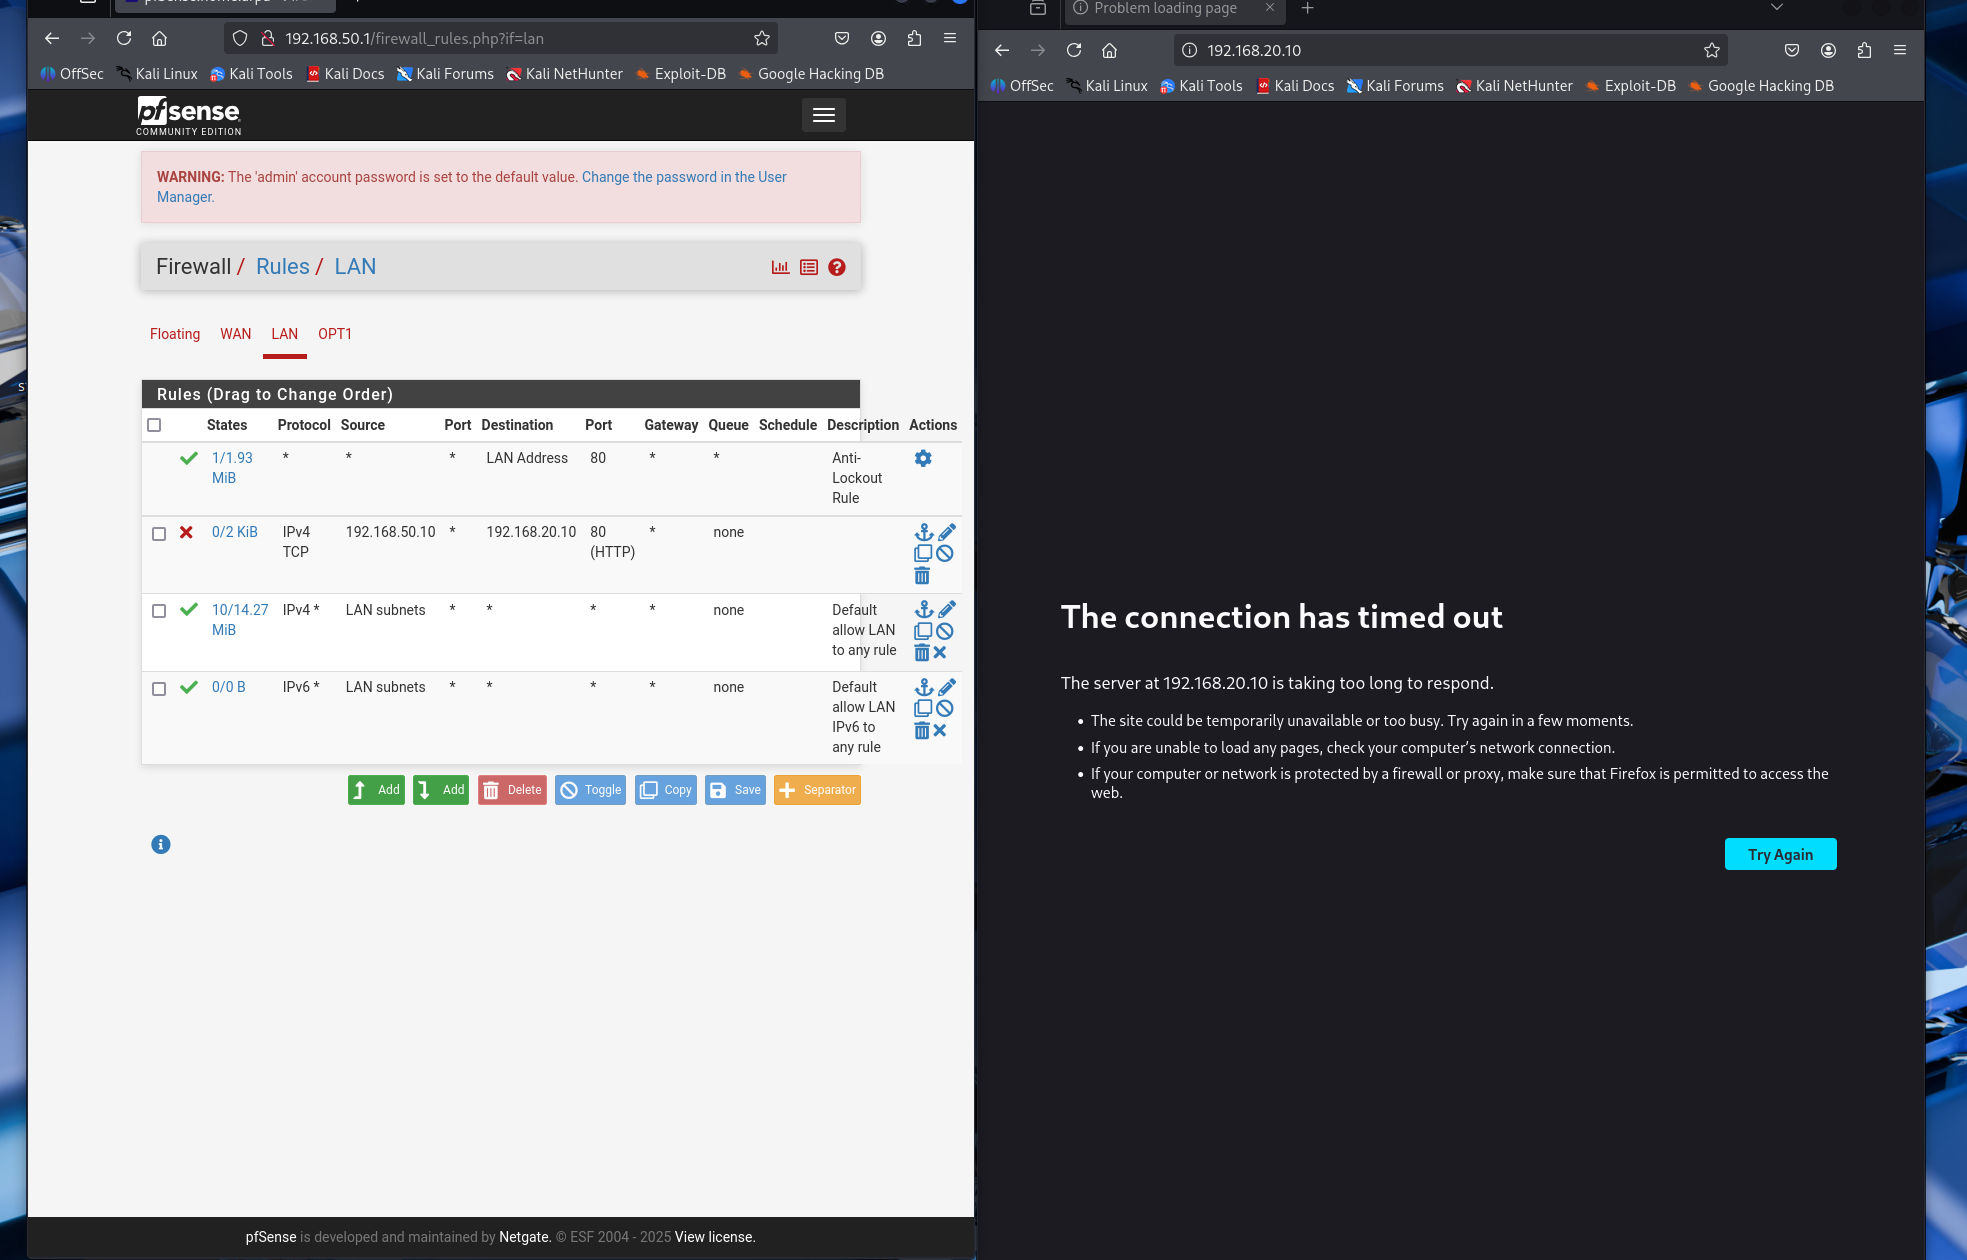 Problem loading page
192.168.50.1/firewall_rules.php?if=lan
OffSec Kali Linux Kali Tools Kali Docs Kali Forums Kali NetHunter Exploit-DB Google Hacking DB
pfsense
COMMUNITY EDITION
WARNING: The 'admin' account password is set to the default value. Change the password in the User
Manager.
Firewall / Rules / LAN
Floating WAN LAN OPT1
Rules (Drag to Change Order)
States Protocol Source Port Destination Port Gateway Queue Schedule Description Actions
1/1.93 * * * LAN Address 80 * * Anti-
MiB Lockout
Rule
0/2 KiB IPv4 192.168.50.10 * 192.168.20.10 80 * none
TCP (HTTP)
10/14.27 IPv4 * LAN subnets * * * * none Default
MiB allow LAN
to any rule
0/0 B IPv6 * LAN subnets * * * * none Default
allow LAN
IPv6 to
any rule
Add Add Delete Toggle Copy Save Separator
pfSense is developed and maintained by Netgate. © ESF 2004 - 2025 View license.
192.168.20.10
OffSec Kali Linux Kali Tools Kali Docs Kali Forums Kali NetHunter Exploit-DB Google Hacking DB
The connection has timed out
The server at 192.168.20.10 is taking too long to respond.
• The site could be temporarily unavailable or too busy. Try again in a few moments.
• If you are unable to load any pages, check your computer’s network connection.
• If your computer or network is protected by a firewall or proxy, make sure that Firefox is permitted to access the
web.
Try Again